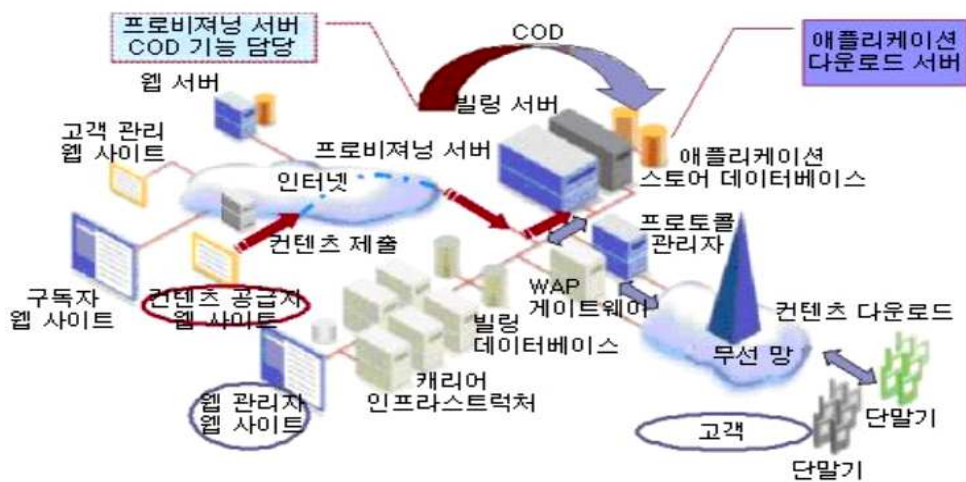 프로비져닝 서버
COD 기능 담당
COD
애플리케이션
다운로드 서버
웹 서버
빌링 서버
고객 관리
웹 사이트
프로비져닝 서버
애플리케이션
스토어 데이터베이스
인터넷
프로토콜
관리자
컨텐츠 제출
구독자
웹 사이트
컨텐츠 공급자
웹 사이트
WAP
게이트웨어
빌링
데이터베이스
컨텐츠 다운로드
무선 망
캐리어
인프라스트럭처
웹 관리자
웹 사이트
고객
단말기
단말기